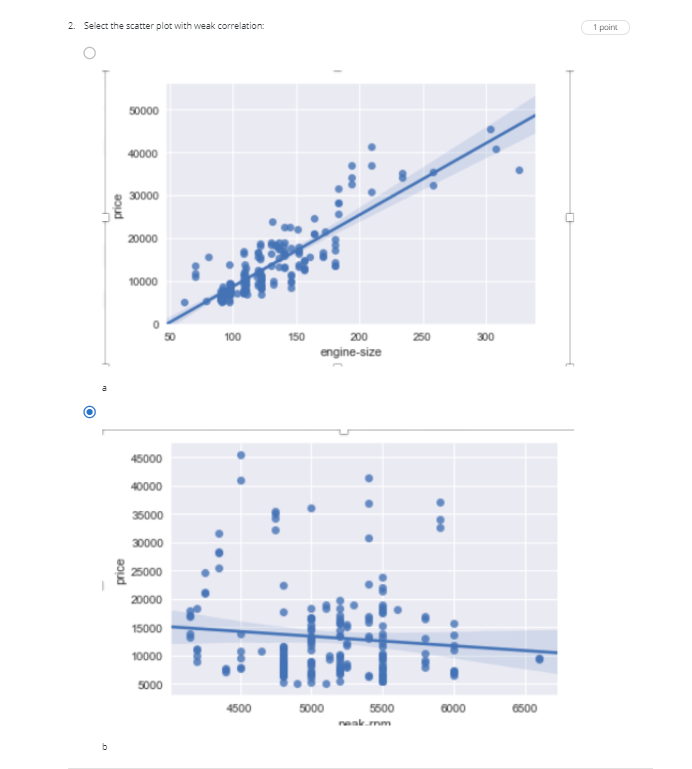 2. Select the scatter plot with weak correlation:
1 point
50000
40000
30000
20000
10000
0
price
50 100 150 200 250 300
engine-size
a
45000
40000
35000
30000
25000
20000
15000
10000
5000
price
4500 5000 5500 6000 6500
peak-rpm
b